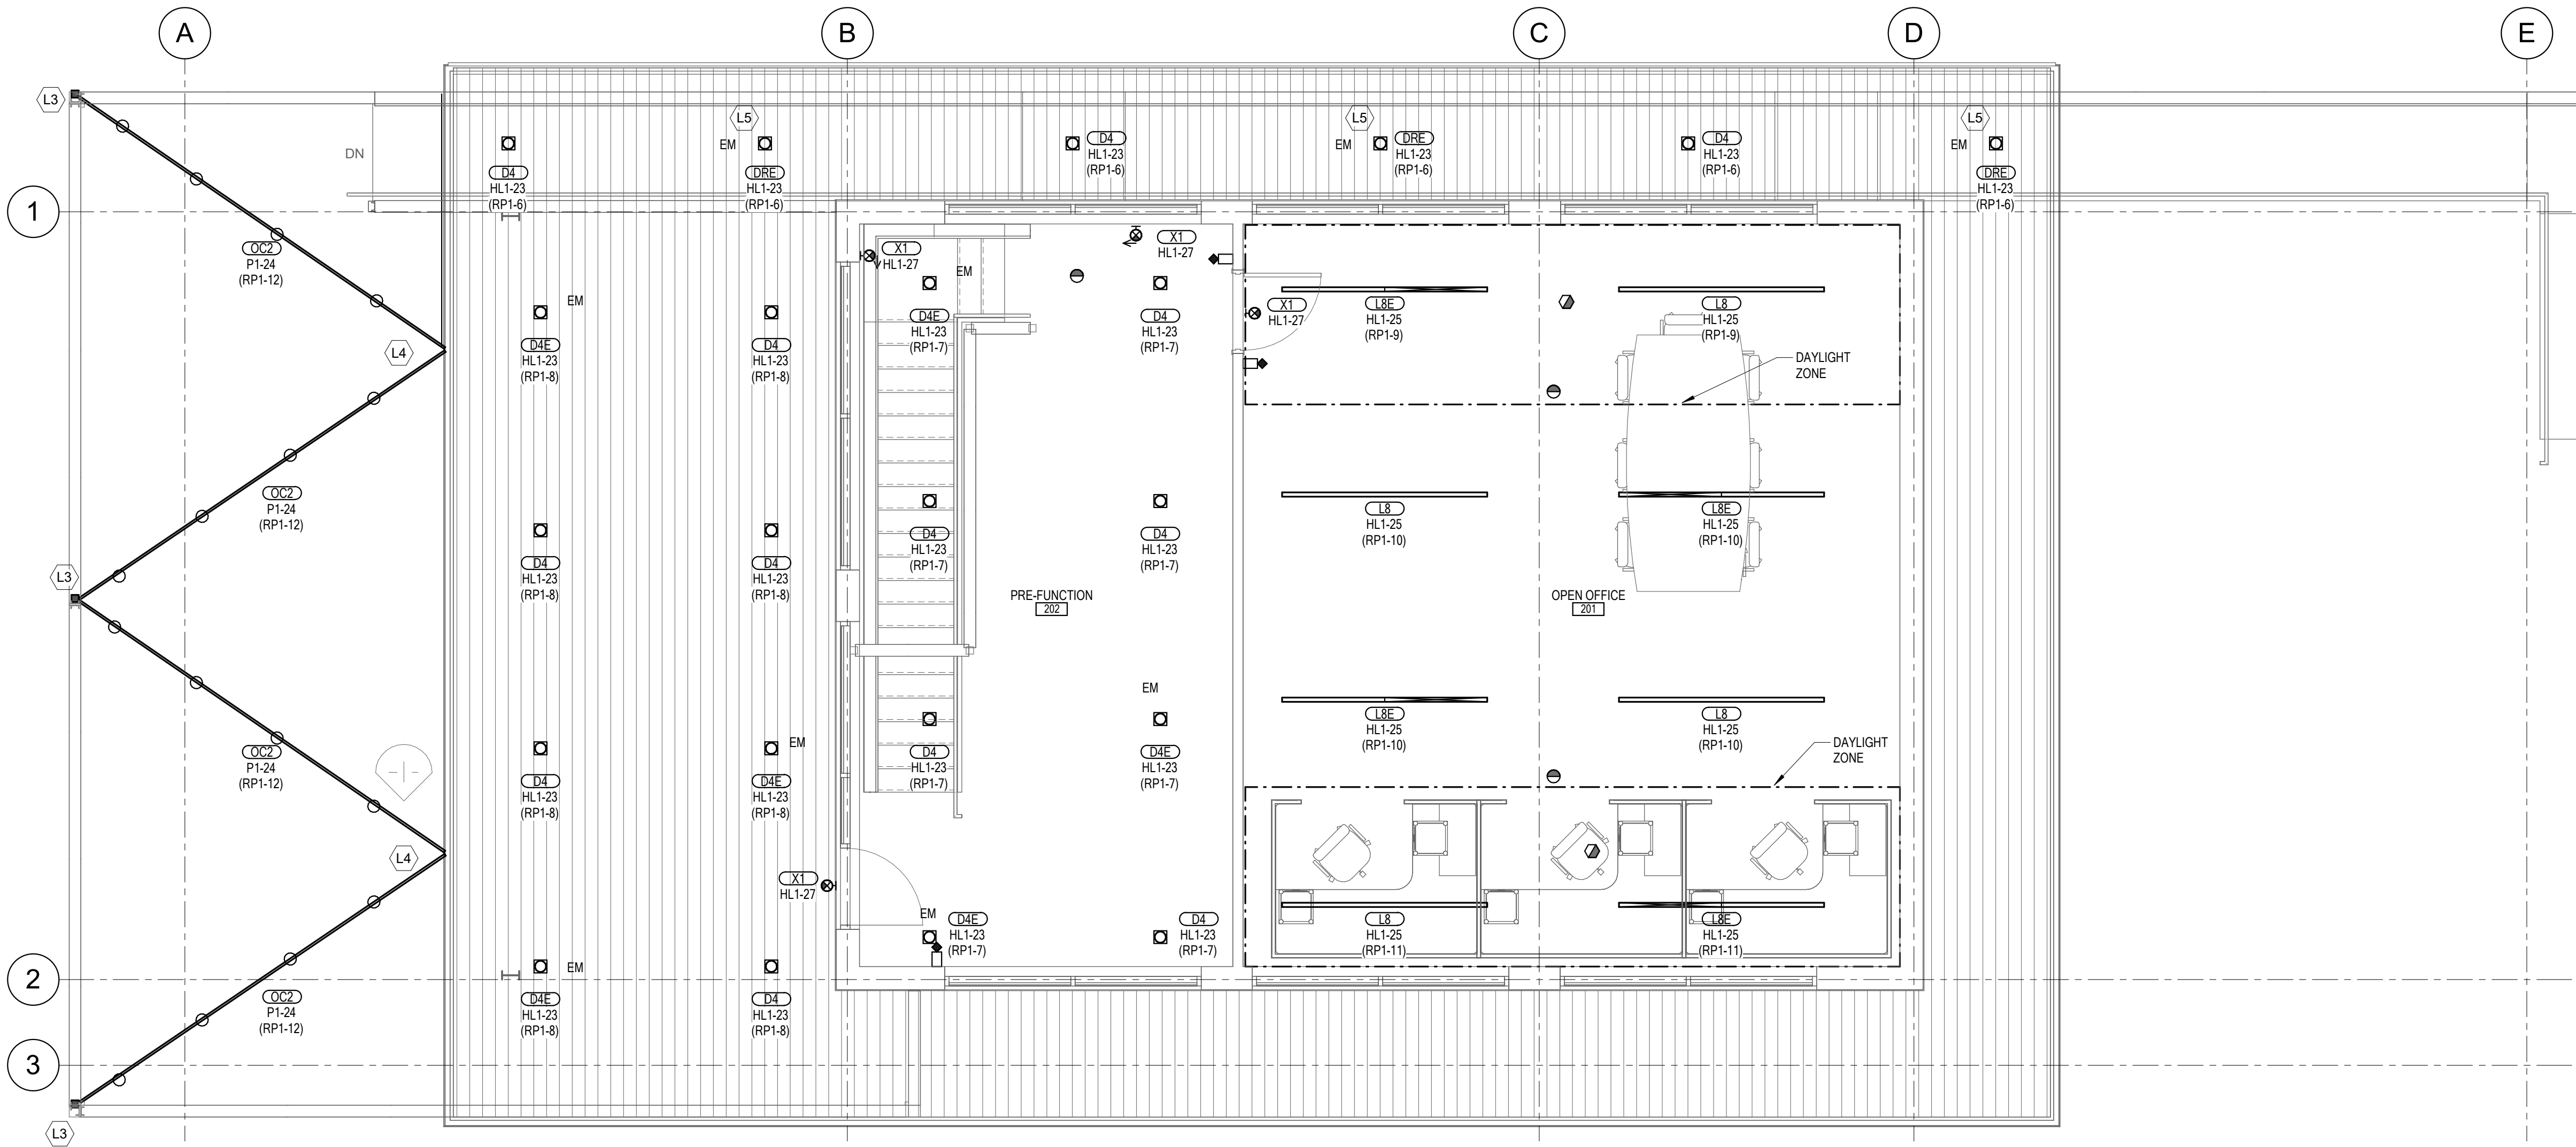 A
B
C
D
E
L3
L5
L5
L5
DN
EM
EM
EM
D4
HL1-23
(RP1-6)
DRE
HL1-23
(RP1-6)
D4
HL1-23
(RP1-6)
DRE
HL1-23
(RP1-6)
D4
HL1-23
(RP1-6)
DRE
HL1-23
(RP1-6)
1
OC2
P1-24
(RP1-12)
X1
HL1-27
X1
HL1-27
EM
EM
X1
HL1-27
L4
D4E
HL1-23
(RP1-8)
D4
HL1-23
(RP1-8)
D4E
HL1-23
(RP1-7)
D4
HL1-23
(RP1-7)
L8E
HL1-25
(RP1-9)
L8
HL1-25
(RP1-9)
DAYLIGHT
ZONE
OC2
P1-24
(RP1-12)
L3
D4
HL1-23
(RP1-8)
D4
HL1-23
(RP1-8)
D4
HL1-23
(RP1-7)
D4
HL1-23
(RP1-7)
L8
HL1-25
(RP1-10)
L8E
HL1-25
(RP1-10)
PRE-FUNCTION
202
OPEN OFFICE
201
EM
EM
OC2
P1-24
(RP1-12)
D4
HL1-23
(RP1-8)
D4E
HL1-23
(RP1-8)
D4
HL1-23
(RP1-7)
D4E
HL1-23
(RP1-7)
L8E
HL1-25
(RP1-10)
L8
HL1-25
(RP1-10)
DAYLIGHT
ZONE
L4
X1
HL1-27
EM
D4E
HL1-23
(RP1-7)
D4
HL1-23
(RP1-7)
L8
HL1-25
(RP1-11)
L8E
HL1-25
(RP1-11)
2
EM
OC2
P1-24
(RP1-12)
D4E
HL1-23
(RP1-8)
D4
HL1-23
(RP1-8)
3
L3